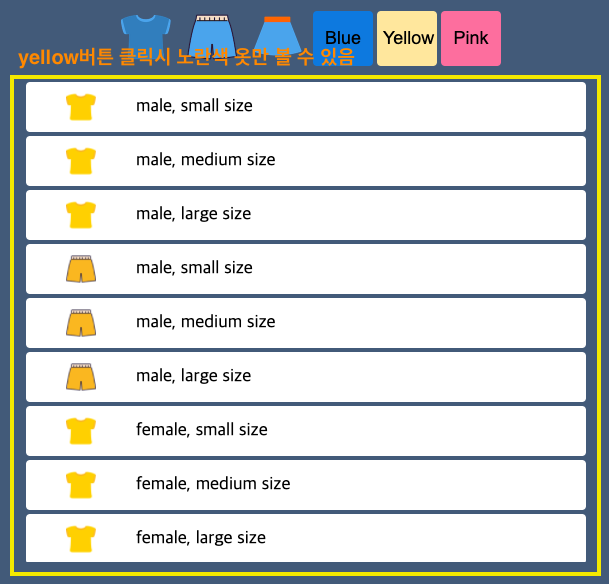 Blue
Yellow
Pink
yellow버튼 클릭시 노란색 옷만 볼 수 있음
male, small size
male, medium size
male, large size
male, small size
male, medium size
male, large size
female, small size
female, medium size
female, large size